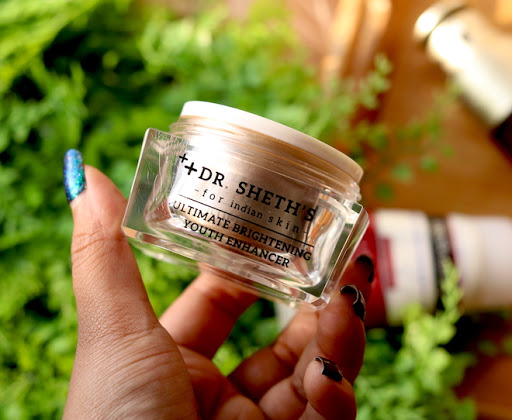 ++DR. SHETH'S
-for indian skin-
ULTIMATE BRIGHTENING
YOUTH ENHANCER